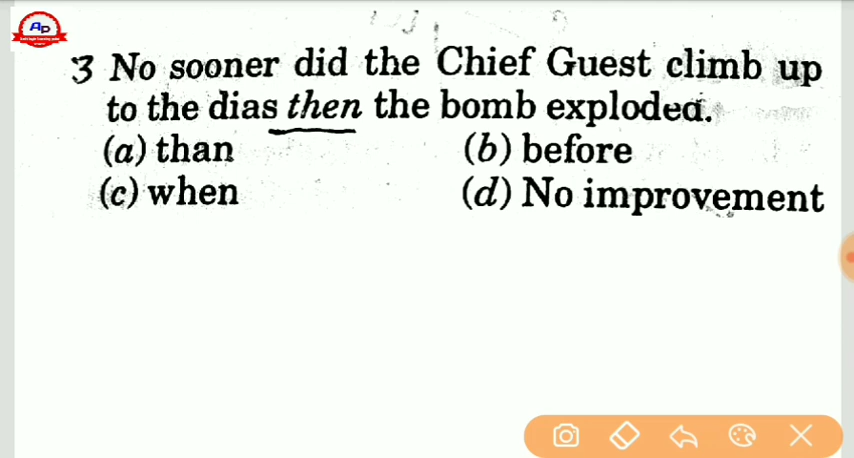 AP
3 No sooner did the Chief Guest climb up
to the dias then the bomb exploded.
(a) than (b) before
(c) when (d) No improvement